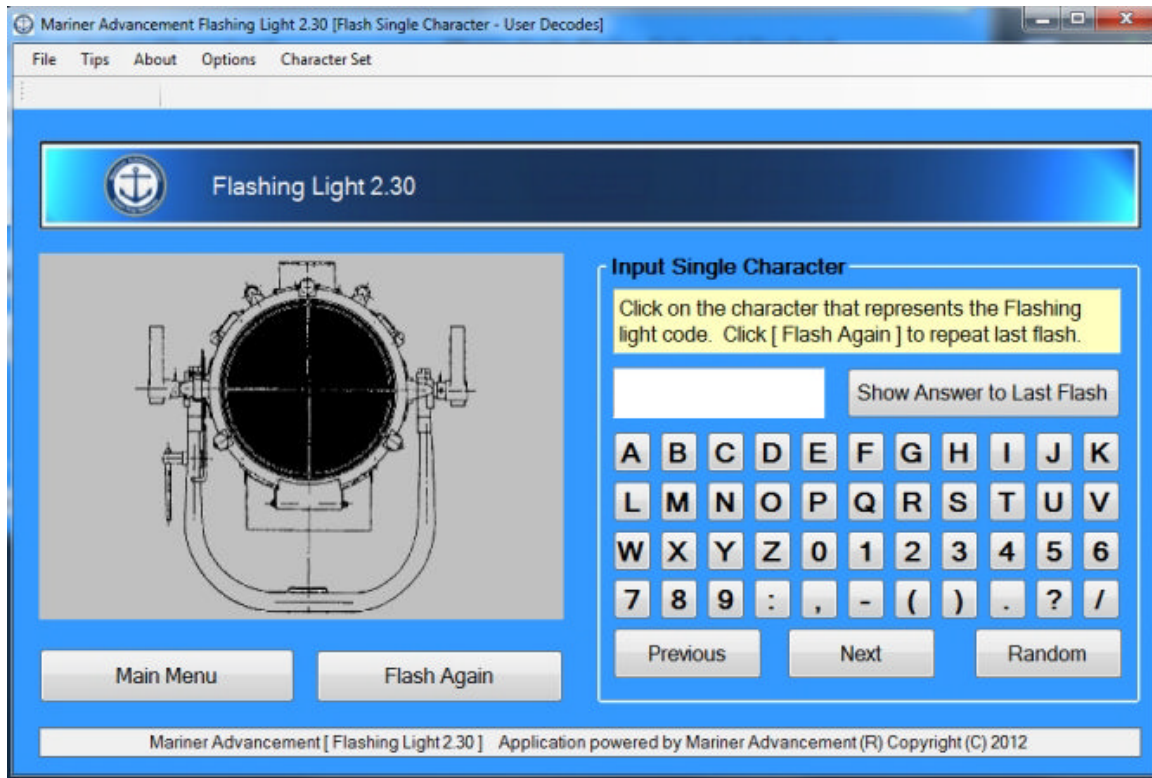 Mariner Advancement Flashing Light 2.30 [Flash Single Character - User Decodes]
File Tips About Options Character Set
Flashing Light 2.30
Input Single Character
Click on the character that represents the Flashing
light code. Click [ Flash Again ] to repeat last flash.
Show Answer to Last Flash
A B C D E F G H I J K
L M N O P Q R S T U V
W X Y Z 0 1 2 3 4 5 6
7 8 9 : , - ( ) . ? /
Previous Next Random
Main Menu Flash Again
Mariner Advancement [ Flashing Light 2.30 ] Application powered by Mariner Advancement (R) Copyright (C) 2012